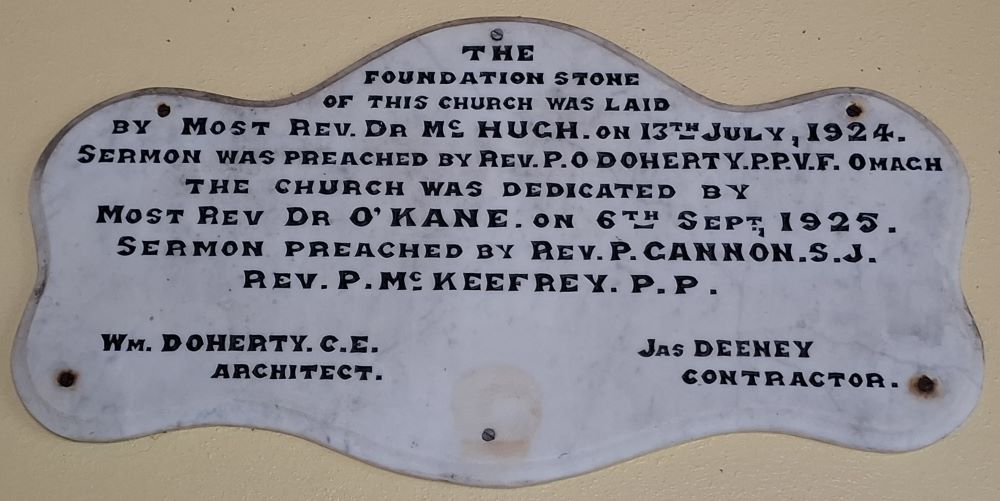 THE
FOUNDATION STONE
OF THIS CHURCH WAS LAID
BY MOST REV. DR Mc HUGH. ON 13TH JULY, 1924.
SERMON WAS PREACHED BY REV. P. O DOHERTY. P.P. V.F. OMAGH
THE CHURCH WAS DEDICATED BY
MOST REV DR O'KANE. ON 6TH SEPT, 1925.
SERMON PREACHED BY REV. P. GANNON. S.J.
REV. P. Mc KEEFREY. P.P.
WM. DOHERTY. C.E.
ARCHITECT.
JAS DEENEY
CONTRACTOR.